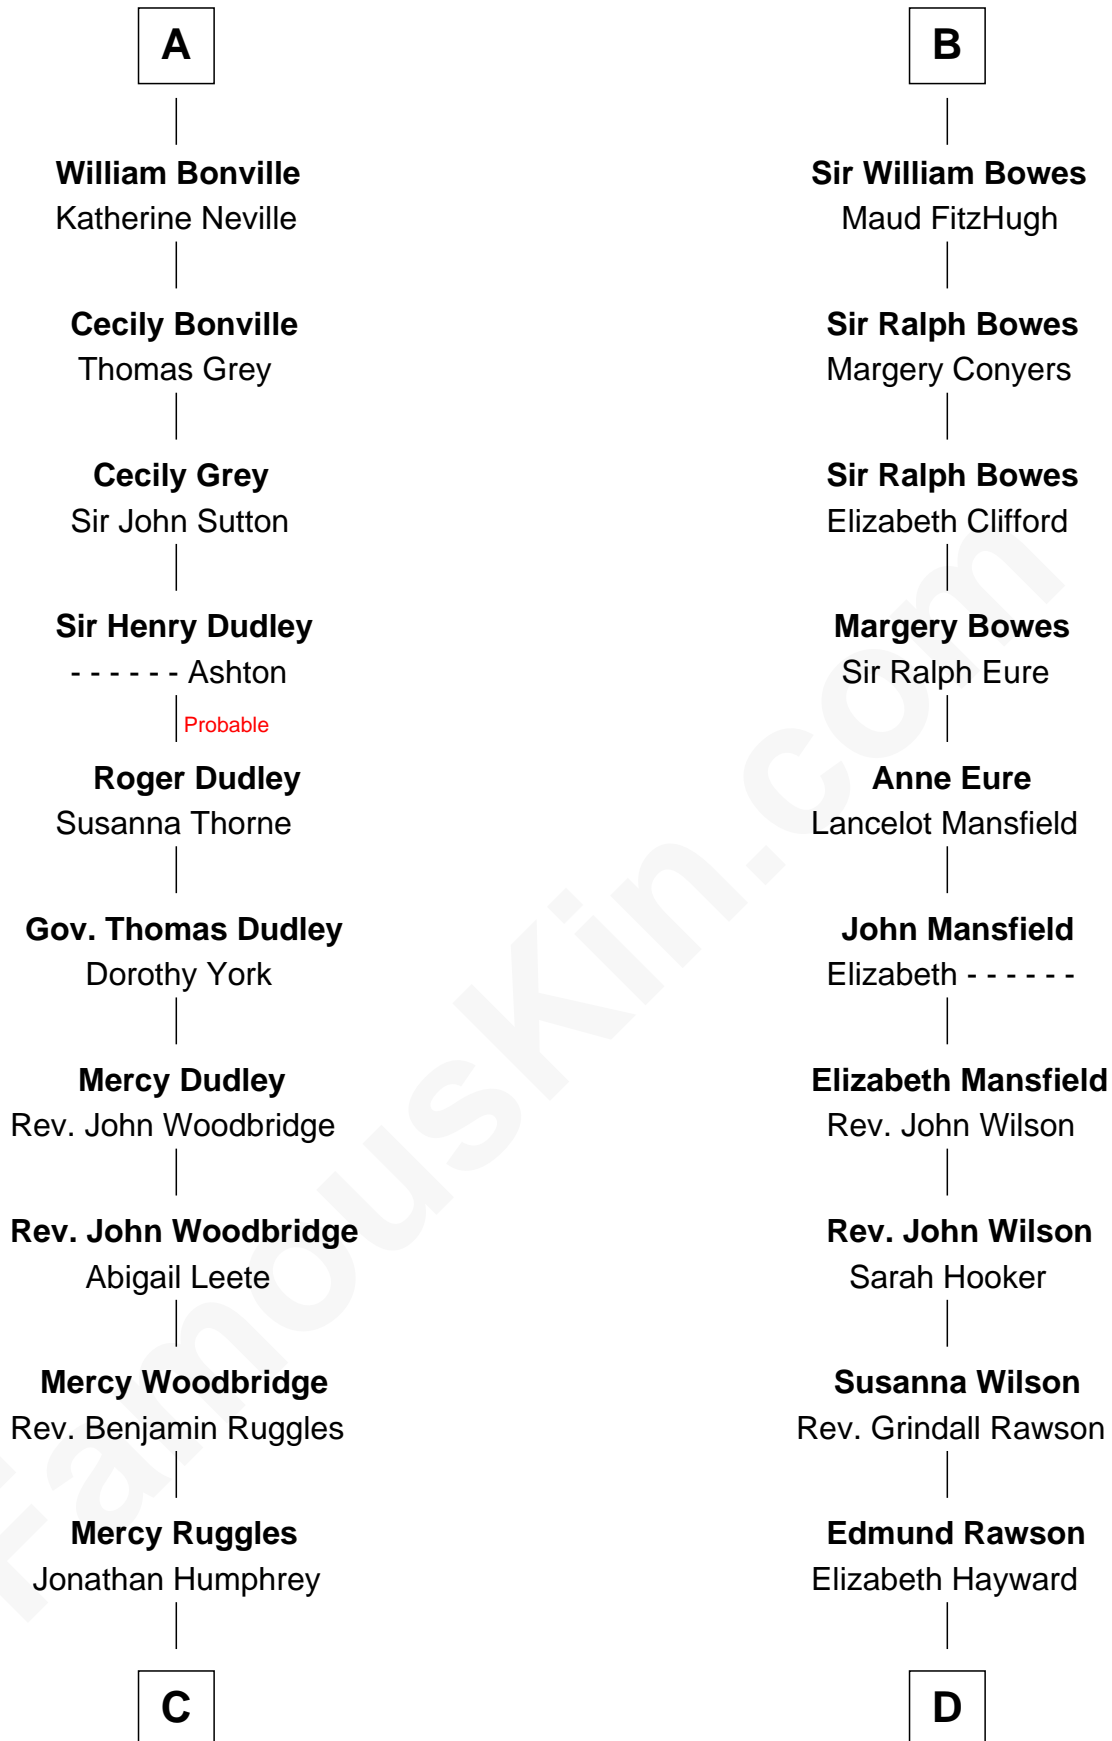 A
William Bonville
Katherine Neville
Cecily Bonville
Thomas Grey
Cecily Grey
Sir John Sutton
Sir Henry Dudley
- - - - - - Ashton
Probable
Roger Dudley
Susanna Thorne
Gov. Thomas Dudley
Dorothy York
Mercy Dudley
Rev. John Woodbridge
Rev. John Woodbridge
Abigail Leete
Mercy Woodbridge
Rev. Benjamin Ruggles
Mercy Ruggles
Jonathan Humphrey
C
B
Sir William Bowes
Maud FitzHugh
Sir Ralph Bowes
Margery Conyers
Sir Ralph Bowes
Elizabeth Clifford
Margery Bowes
Sir Ralph Eure
Anne Eure
Lancelot Mansfield
John Mansfield
Elizabeth - - - - - -
Elizabeth Mansfield
Rev. John Wilson
Rev. John Wilson
Sarah Hooker
Susanna Wilson
Rev. Grindall Rawson
Edmund Rawson
Elizabeth Hayward
D
FamousKin.com